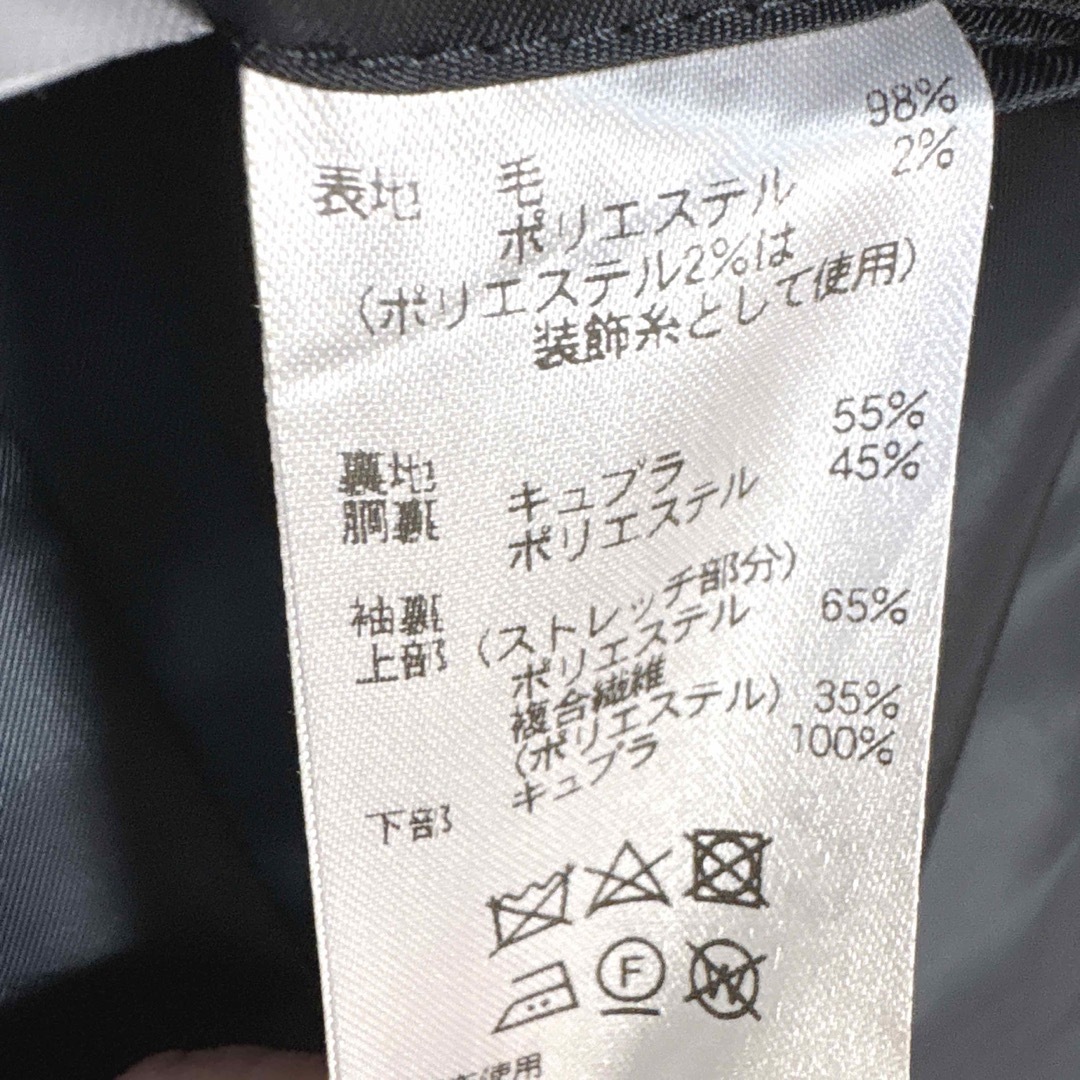 表地 毛 98%
ポリエステル 2%
(ポリエステル2%は
装飾糸として使用)
裏地 キュプラ 55%
胴裏 ポリエステル 45%
袖裏 (ストレッチ部分)
上部 ポリエステル 65%
複合繊維
(ポリエステル) 35%
下部 キュプラ 100%
F
W
使用